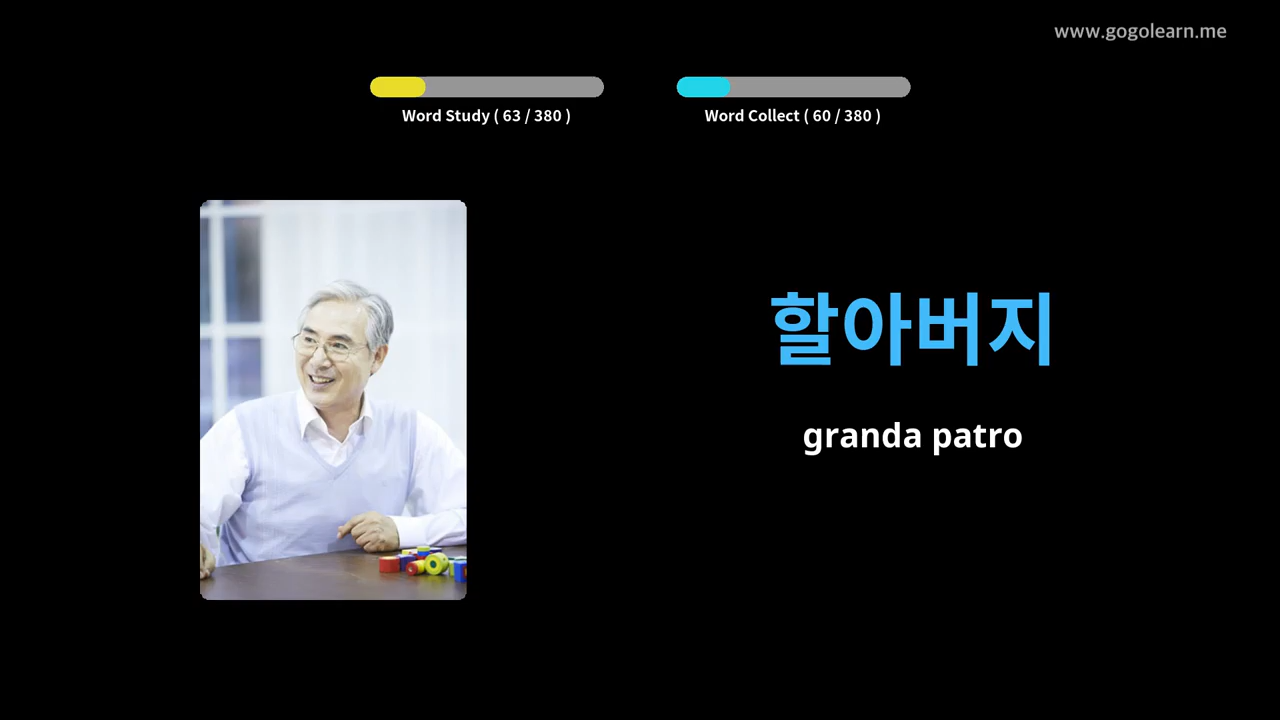 www.gogolearn.me
Word Study ( 63 / 380 )
Word Collect ( 60 / 380 )
할아버지
granda patro